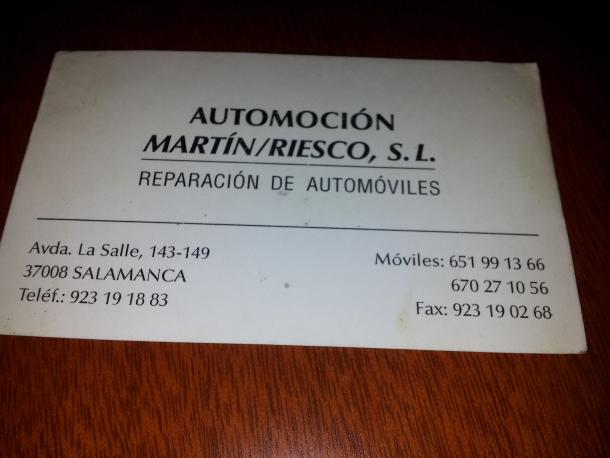 AUTOMOCIÓN
MARTÍN/RIESCO, S.L.
REPARACIÓN DE AUTOMÓVILES
Avda. La Salle, 143-149
37008 SALAMANCA
Teléf.: 923 19 18 83
Móviles: 651 99 13 66
670 27 10 56
Fax: 923 19 02 68